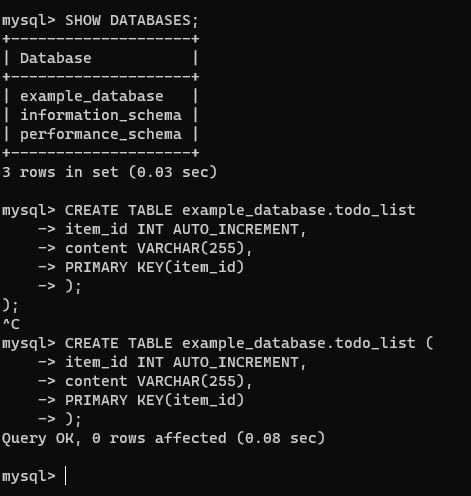 mysql> SHOW DATABASES;
+--------------------+
| Database           |
+--------------------+
| example_database   |
| information_schema |
| performance_schema |
+--------------------+
3 rows in set (0.03 sec)

mysql> CREATE TABLE example_database.todo_list
    -> item_id INT AUTO_INCREMENT,
    -> content VARCHAR(255),
    -> PRIMARY KEY(item_id)
    -> );
);
^C
mysql> CREATE TABLE example_database.todo_list (
    -> item_id INT AUTO_INCREMENT,
    -> content VARCHAR(255),
    -> PRIMARY KEY(item_id)
    -> );
Query OK, 0 rows affected (0.08 sec)

mysql>